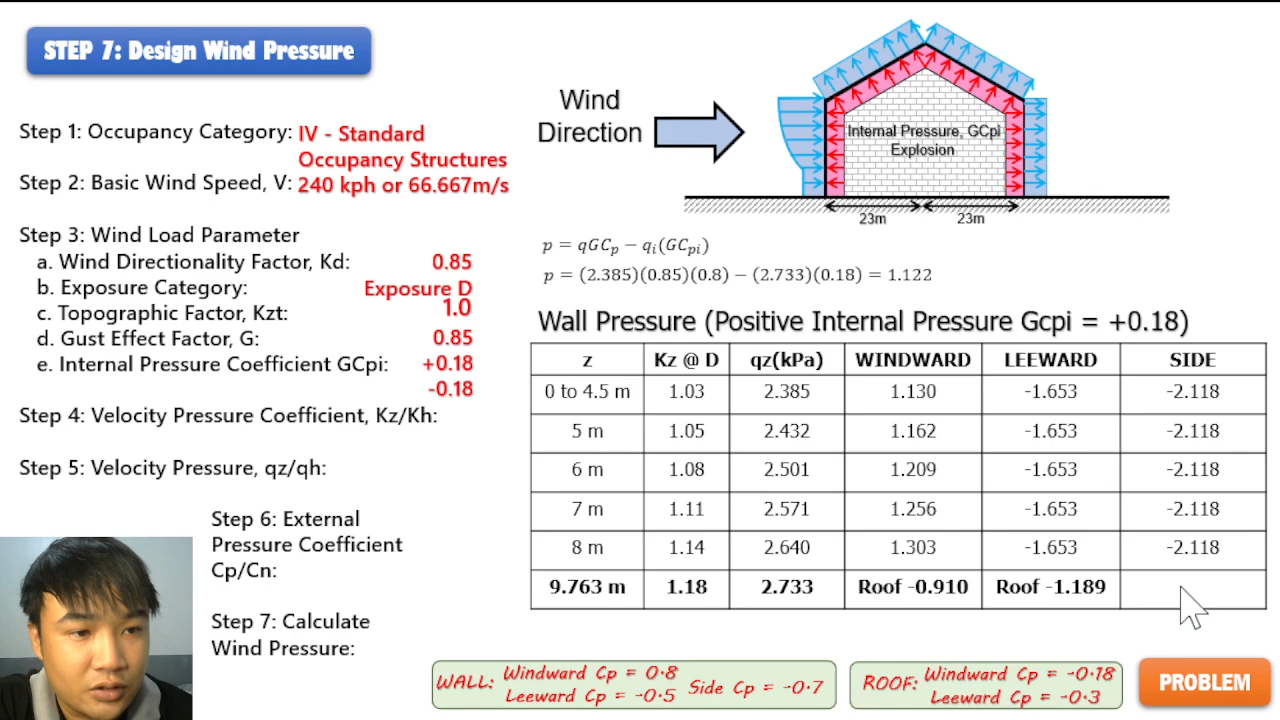 STEP 7: Design Wind Pressure
Step 1: Occupancy Category: IV - Standard
Occupancy Structures
Step 2: Basic Wind Speed, V: 240 kph or 66.667m/s
Step 3: Wind Load Parameter
a. Wind Directionality Factor, Kd: 0.85
b. Exposure Category: Exposure D
c. Topographic Factor, Kzt: 1.0
d. Gust Effect Factor, G: 0.85
e. Internal Pressure Coefficient GCpi: +0.18
-0.18
Step 4: Velocity Pressure Coefficient, Kz/Kh:
Step 5: Velocity Pressure, qz/qh:
Step 6: External
Pressure Coefficient
Cp/Cn:
Step 7: Calculate
Wind Pressure:
Wind
Direction
Internal Pressure, GCpi
Explosion
23m 23m
p = qGCp − qi(GCpi)
p = (2.385)(0.85)(0.8) − (2.733)(0.18) = 1.122
Wall Pressure (Positive Internal Pressure Gcpi = +0.18)
z Kz @ D qz(kPa) WINDWARD LEEWARD SIDE
0 to 4.5 m 1.03 2.385 1.130 -1.653 -2.118
5 m 1.05 2.432 1.162 -1.653 -2.118
6 m 1.08 2.501 1.209 -1.653 -2.118
7 m 1.11 2.571 1.256 -1.653 -2.118
8 m 1.14 2.640 1.303 -1.653 -2.118
9.763 m 1.18 2.733 Roof -0.910 Roof -1.189
WALL: Windward Cp = 0.8
Leeward Cp = -0.5 Side Cp = -0.7
ROOF: Windward Cp = -0.18
Leeward Cp = -0.3
PROBLEM